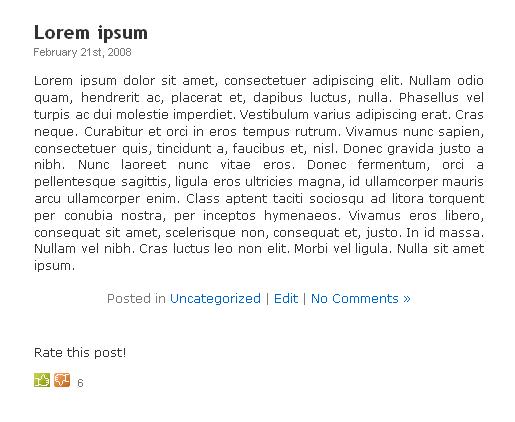 Lorem ipsum
February 21st, 2008
Lorem ipsum dolor sit amet, consectetuer adipiscing elit. Nullam odio
quam, hendrerit ac, placerat et, dapibus luctus, nulla. Phasellus vel
turpis ac dui molestie imperdiet. Vestibulum varius adipiscing erat. Cras
neque. Curabitur et orci in eros tempus rutrum. Vivamus nunc sapien,
consectetuer quis, tincidunt a, faucibus et, nisl. Donec gravida justo a
nibh. Nunc laoreet nunc vitae eros. Donec fermentum, orci a
pellentesque sagittis, ligula eros ultricies magna, id ullamcorper mauris
arcu ullamcorper enim. Class aptent taciti sociosqu ad litora torquent
per conubia nostra, per inceptos hymenaeos. Vivamus eros libero,
consequat sit amet, scelerisque non, consequat et, justo. In id massa.
Nullam vel nibh. Cras luctus leo non elit. Morbi vel ligula. Nulla sit amet
ipsum.
Posted in Uncategorized | Edit | No Comments »
Rate this post!
6